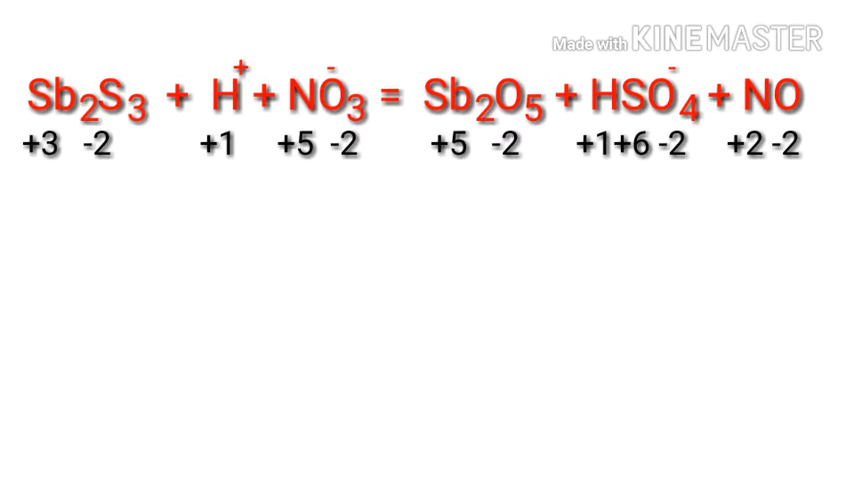 Made with KINEMASTER
Sb₂S₃ + H⁺ + NO₃⁻ = Sb₂O₅ + HSO₄⁻ + NO
+3 -2 +1 +5 -2 +5 -2 +1+6 -2 +2 -2